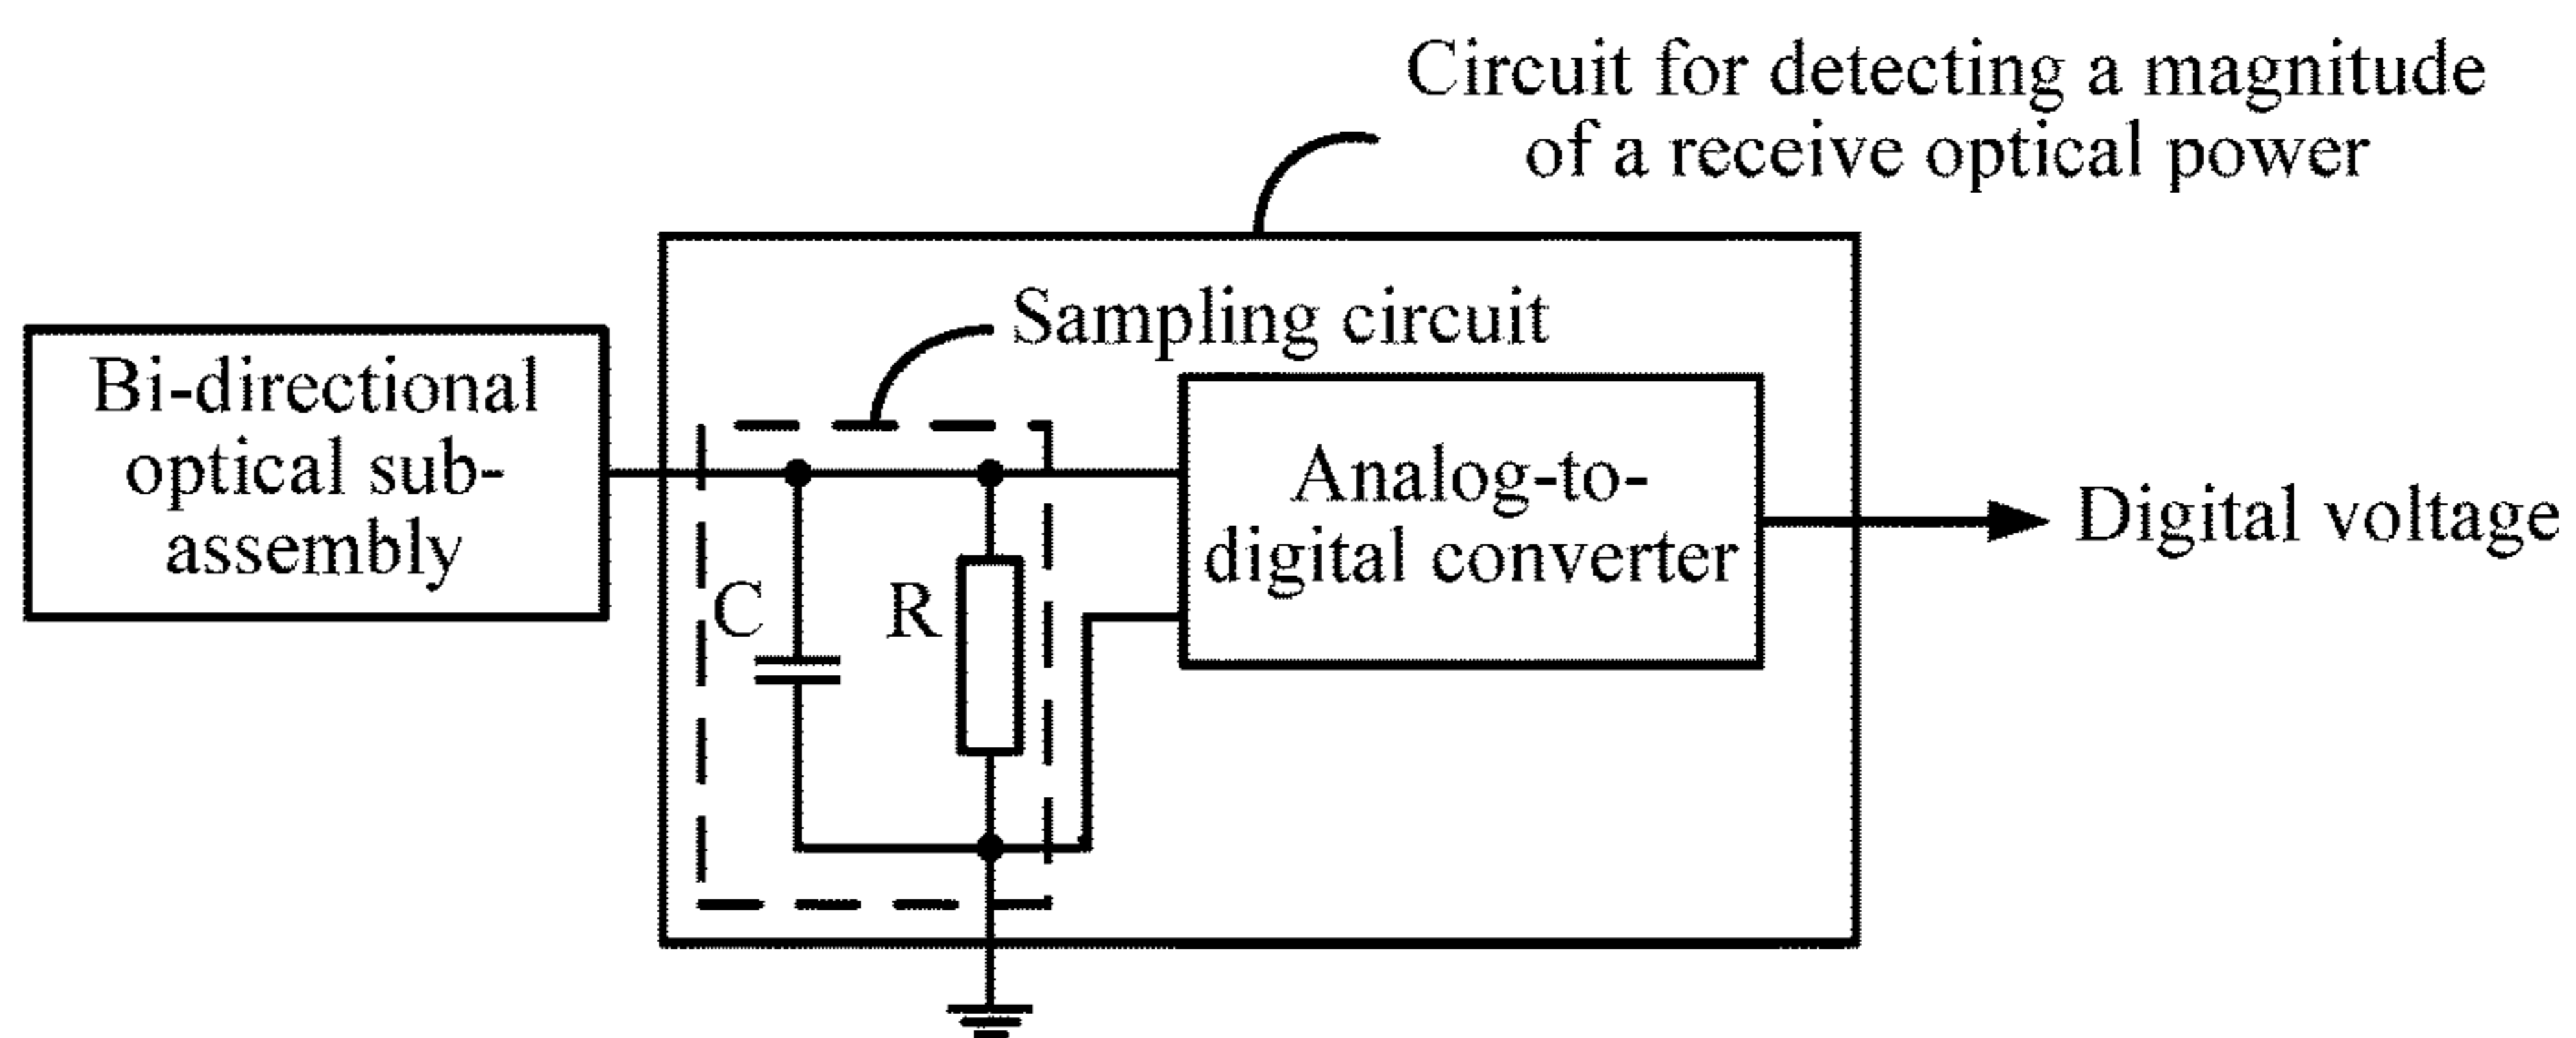 Circuit for detecting a magnitude
of a receive optical power
Sampling circuit
Bi-directional
optical sub-
assembly
C
R
Analog-to-
digital converter
Digital voltage